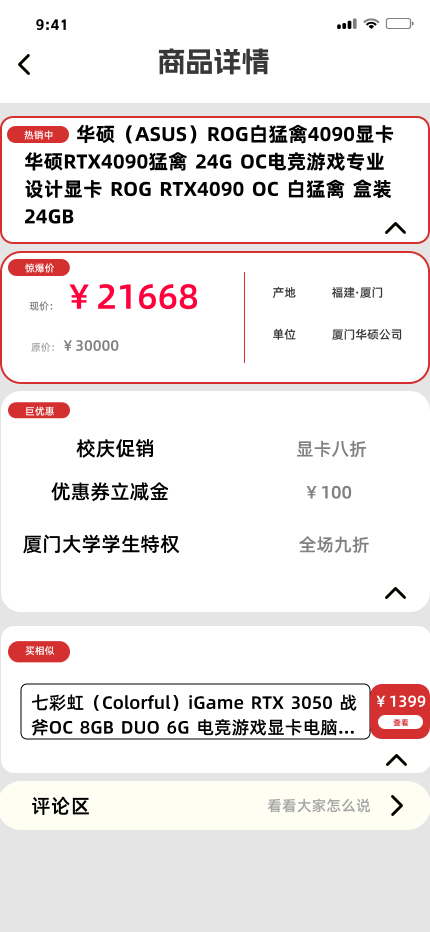 9:41
商品详情
热销中 华硕（ASUS）ROG白猛禽4090显卡
华硕RTX4090猛禽 24G OC电竞游戏专业
设计显卡 ROG RTX4090 OC 白猛禽 盒装
24GB
惊爆价
现价： ¥ 21668
产地 福建·厦门
原价： ¥ 30000
单位 厦门华硕公司
巨优惠
校庆促销 显卡八折
优惠券立减金 ¥ 100
厦门大学学生特权 全场九折
买相似
七彩虹（Colorful）iGame RTX 3050 战
斧OC 8GB DUO 6G 电竞游戏显卡电脑...
¥ 1399
查看
评论区 看看大家怎么说